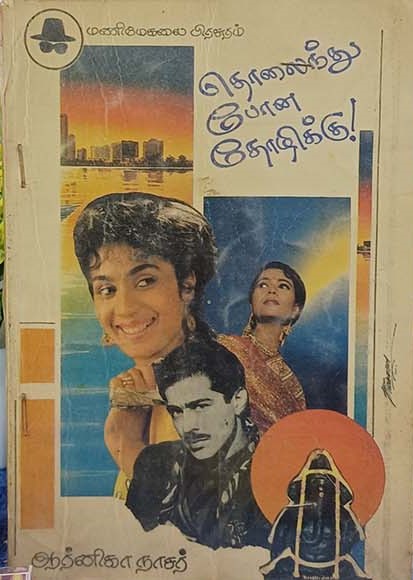 மணிமேகலை பிரசுரம்
தொலைந்து
போன
தோழிக்கு!
ஆர்னிகா நாசர்